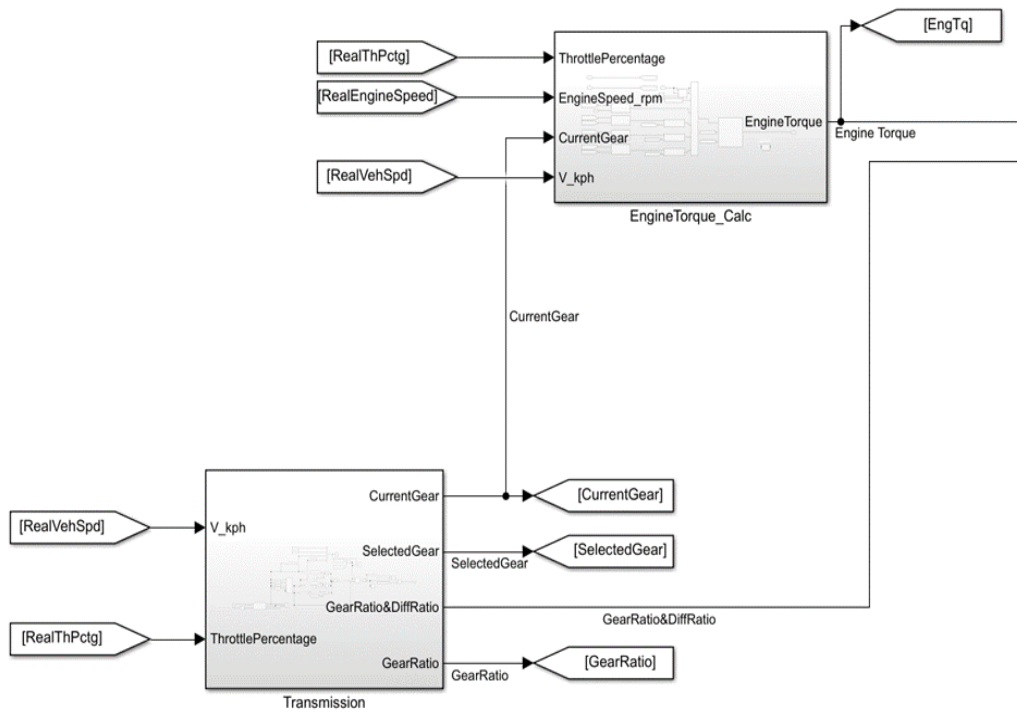 [EngTq]
[RealThPctg]
ThrottlePercentage
[RealEngineSpeed]
EngineSpeed_rpm
EngineTorque
Engine Torque
CurrentGear
[RealVehSpd]
V_kph
EngineTorque_Calc
CurrentGear
CurrentGear
[CurrentGear]
[RealVehSpd]
V_kph
SelectedGear
[SelectedGear]
SelectedGear
GearRatio&DiffRatio
GearRatio&DiffRatio
[RealThPctg]
ThrottlePercentage
GearRatio
[GearRatio]
GearRatio
Transmission